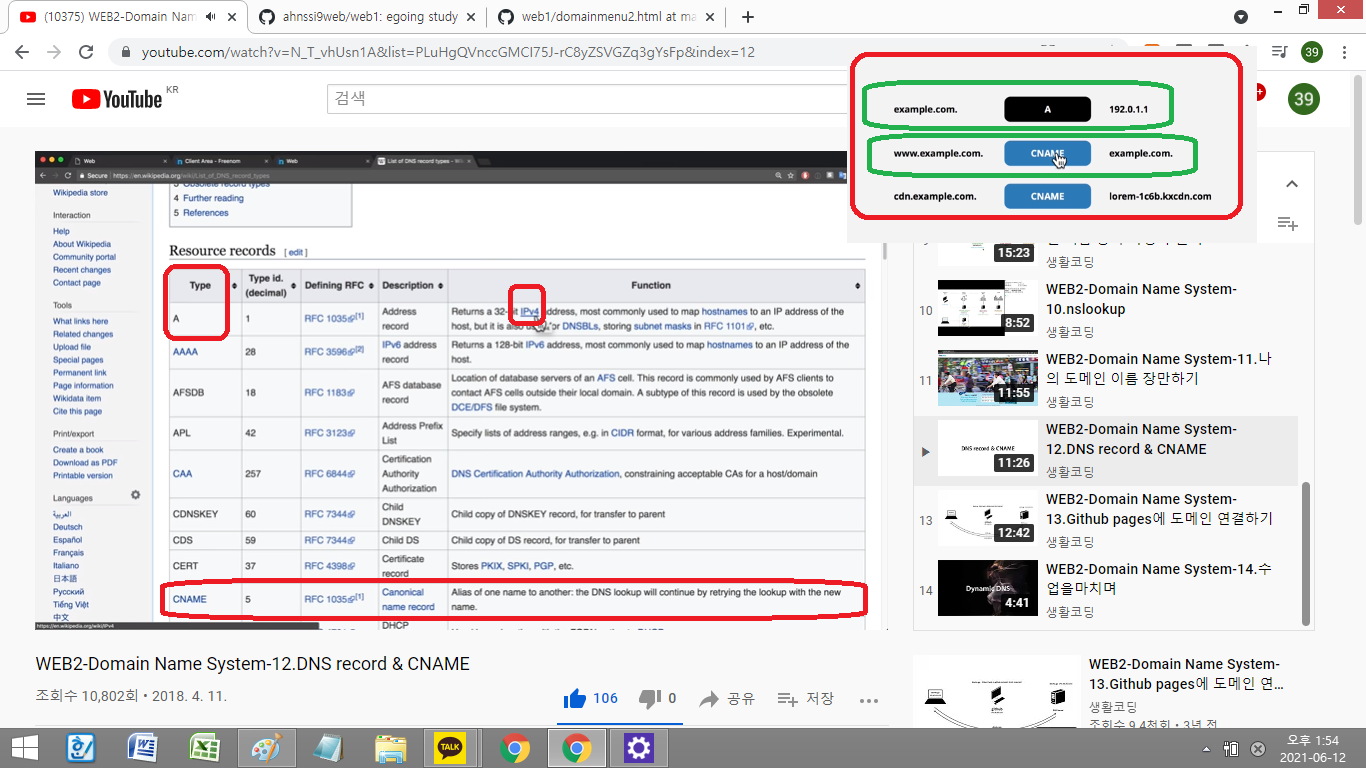 (10375) WEB2-Domain Nam
ahnssi9web/web1: egoing study
web1/domainmenu2.html at ma
youtube.com/watch?v=N_T_vhUsn1A&list=PLuHgQVnccGMCI75J-rC8yZSVGZq3gYsFp&index=12
39
YouTube KR
검색
39
example.com. A 192.0.1.1
www.example.com. CNAME example.com.
cdn.example.com. CNAME lorem-1c6b.kxcdn.com
Web
Client Area - Freenom
Web
List of DNS record types - Wi
Secure https://en.wikipedia.org/wiki/List_of_DNS_record_types
Wikipedia store
Interaction
Help
About Wikipedia
Community portal
Recent changes
Contact page
Tools
What links here
Related changes
Upload file
Special pages
Permanent link
Page information
Wikidata item
Cite this page
Print/export
Create a book
Download as PDF
Printable version
Languages
العربية
Deutsch
Español
Français
Italiano
日本語
Русский
Tiếng Việt
中文
https://en.wikipedia.org/wiki/IPv4
3 Obsolete record types
4 Further reading
5 References
Resource records [ edit ]
Type
Type id. (decimal)
Defining RFC
Description
Function
A 1 RFC 1035[1] Address record
Returns a 32-bit IPv4 address, most commonly used to map hostnames to an IP address of the
host, but it is also used for DNSBLs, storing subnet masks in RFC 1101, etc.
AAAA 28 RFC 3596[2] IPv6 address record
Returns a 128-bit IPv6 address, most commonly used to map hostnames to an IP address of the
host.
AFSDB 18 RFC 1183 AFS database record
Location of database servers of an AFS cell. This record is commonly used by AFS clients to
contact AFS cells outside their local domain. A subtype of this record is used by the obsolete
DCE/DFS file system.
APL 42 RFC 3123 Address Prefix List
Specify lists of address ranges, e.g. in CIDR format, for various address families. Experimental.
CAA 257 RFC 6844 Certification Authority Authorization
DNS Certification Authority Authorization, constraining acceptable CAs for a host/domain
CDNSKEY 60 RFC 7344 Child DNSKEY
Child copy of DNSKEY record, for transfer to parent
CDS 59 RFC 7344 Child DS Child copy of DS record, for transfer to parent
CERT 37 RFC 4398 Certificate record
Stores PKIX, SPKI, PGP, etc.
CNAME 5 RFC 1035[1] Canonical name record
Alias of one name to another: the DNS lookup will continue by retrying the lookup with the new
name.
DHCP
15:23
생활코딩
10
8:52
WEB2-Domain Name System-
10.nslookup
생활코딩
11
11:55
WEB2-Domain Name System-11.나
의 도메인 이름 장만하기
생활코딩
DNS record & CNAME
11:26
WEB2-Domain Name System-
12.DNS record & CNAME
생활코딩
13
12:42
WEB2-Domain Name System-
13.Github pages에 도메인 연결하기
생활코딩
14
Dynamic DNS
4:41
WEB2-Domain Name System-14.수
업을마치며
생활코딩
WEB2-Domain Name System-12.DNS record & CNAME
조회수 10,802회 • 2018. 4. 11.
106
0
공유
저장
WEB2-Domain Name System-
13.Github pages에 도메인 연…
생활코딩
조회수 9.4천회 • 3년 전
TALK
오후 1:54
2021-06-12